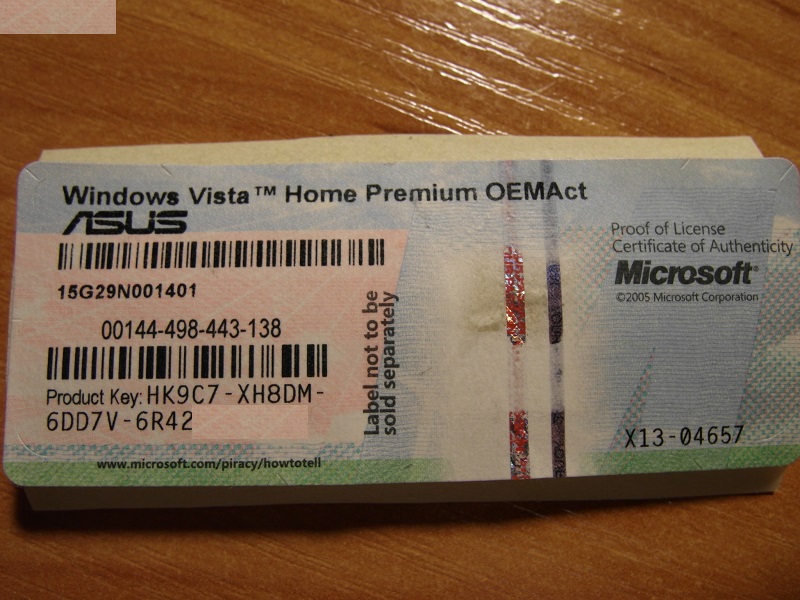 Windows Vista™ Home Premium OEMAct
ASUS
15G29N001401
00144-498-443-138
Product Key: HK9C7-XH8DM-
6DD7V-6R42
www.microsoft.com/piracy/howtotell
Label not to be
sold separately
Proof of License
Certificate of Authenticity
Microsoft®
©2005 Microsoft Corporation
X13-04657